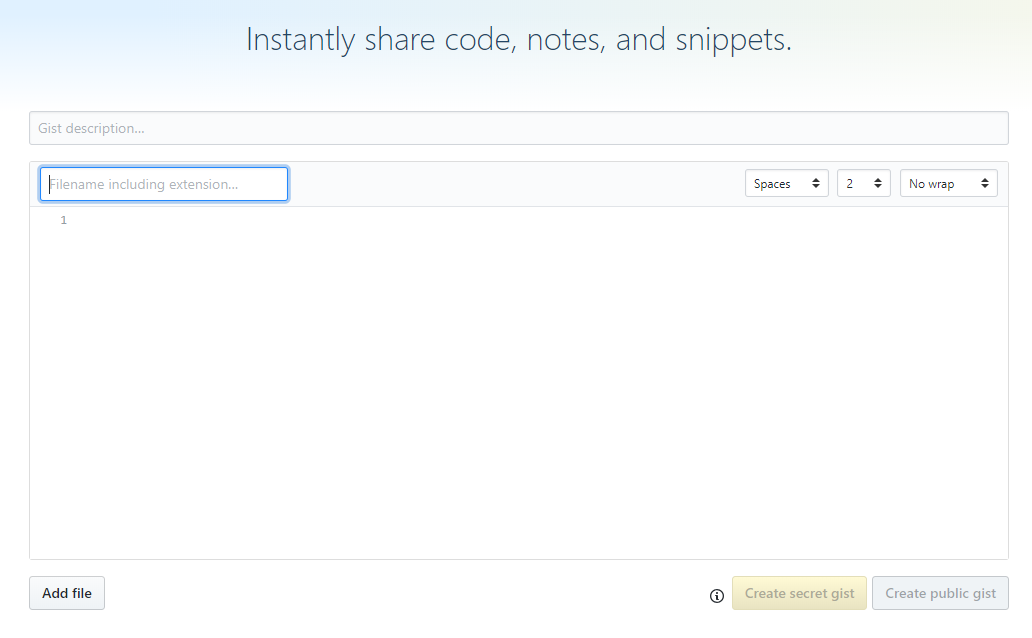 Instantly share code, notes, and snippets.
Gist description...
Filename including extension...
Spaces
2
No wrap
1
Add file
Create secret gist
Create public gist